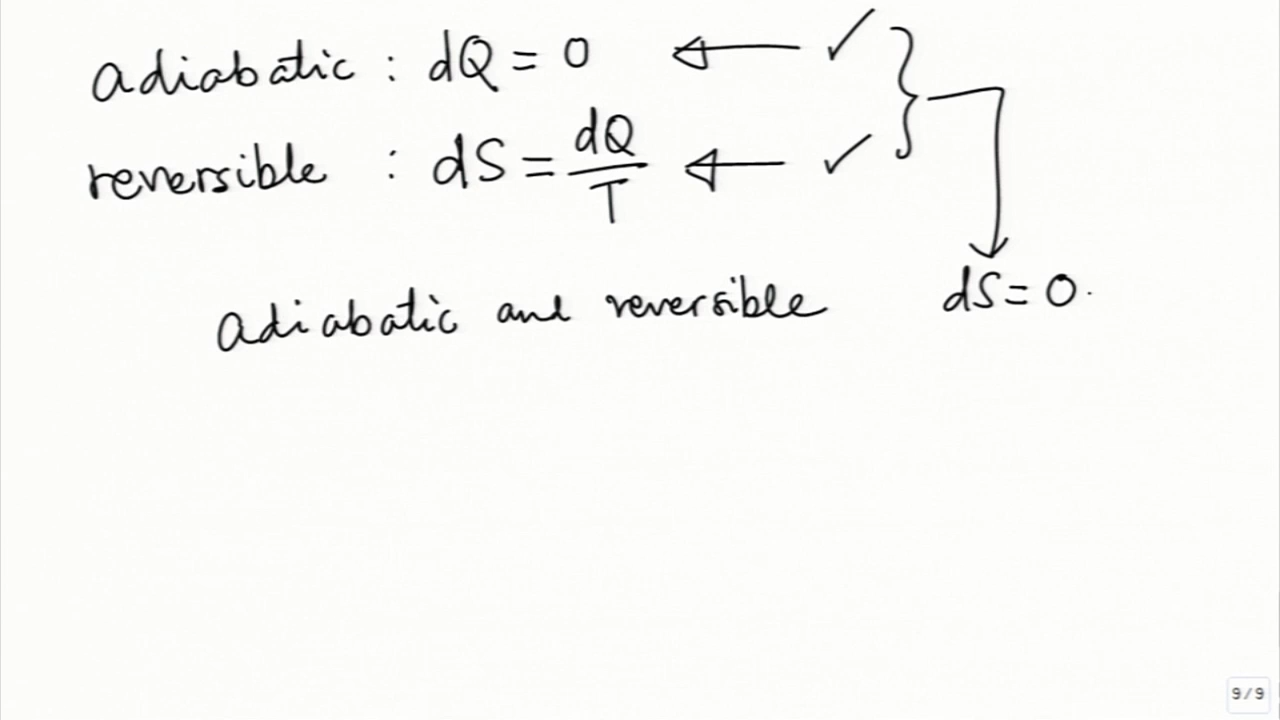 adiabatic : dQ = 0 ← ✓
reversible : dS = dQ/T ← ✓
adiabatic and reversible dS = 0.
9/9